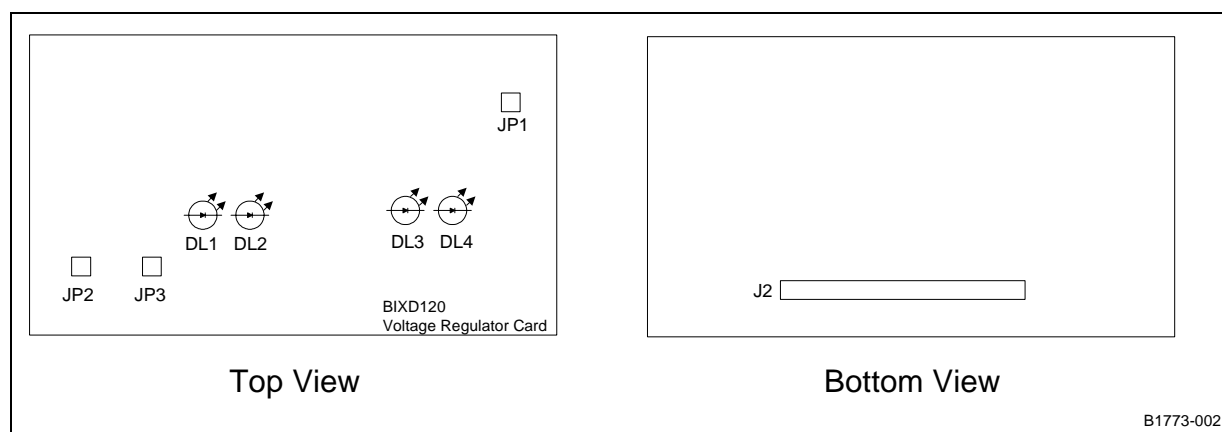 JP1
DL1 DL2
DL3 DL4
JP2 JP3
BIXD120
Voltage Regulator Card
Top View
J2
Bottom View
B1773-002